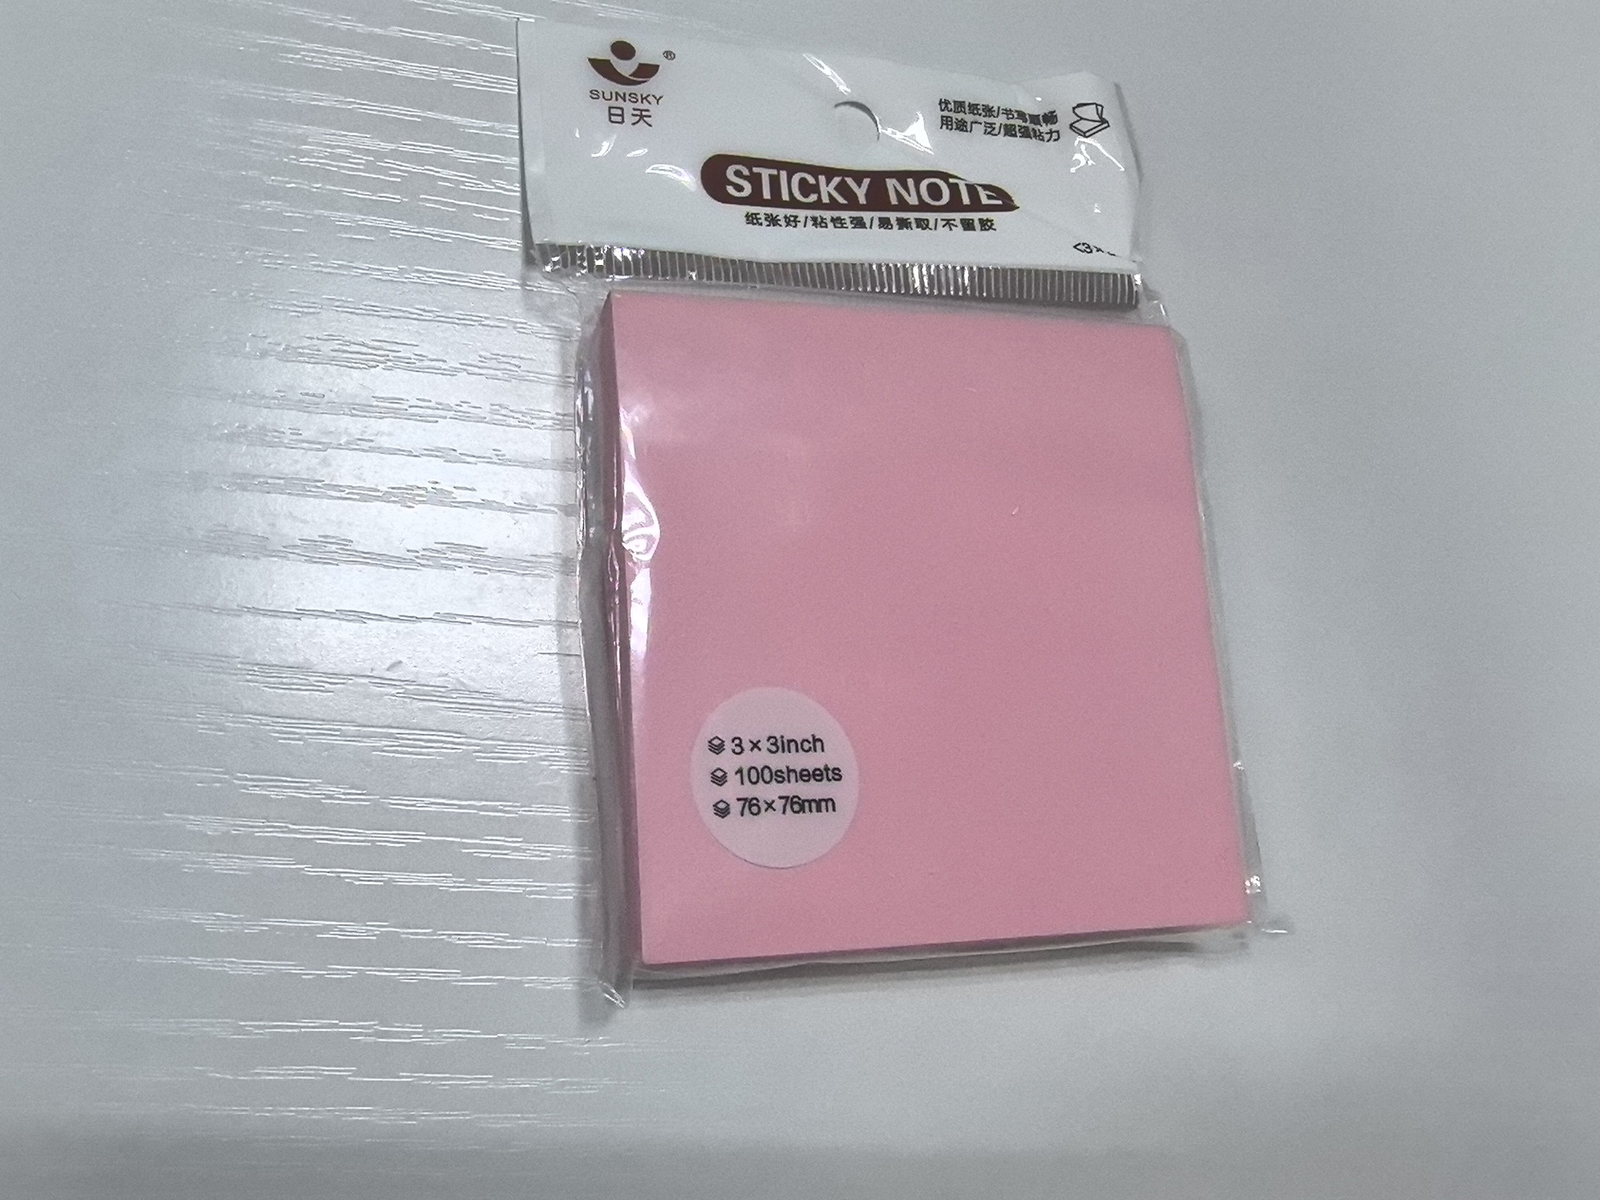 ®
SUNSKY
日天
优质纸张/书写顺畅
用途广泛/超强粘力
STICKY NOTE
纸张好/粘性强/易撕取/不留胶
3×3inch
100sheets
76×76mm